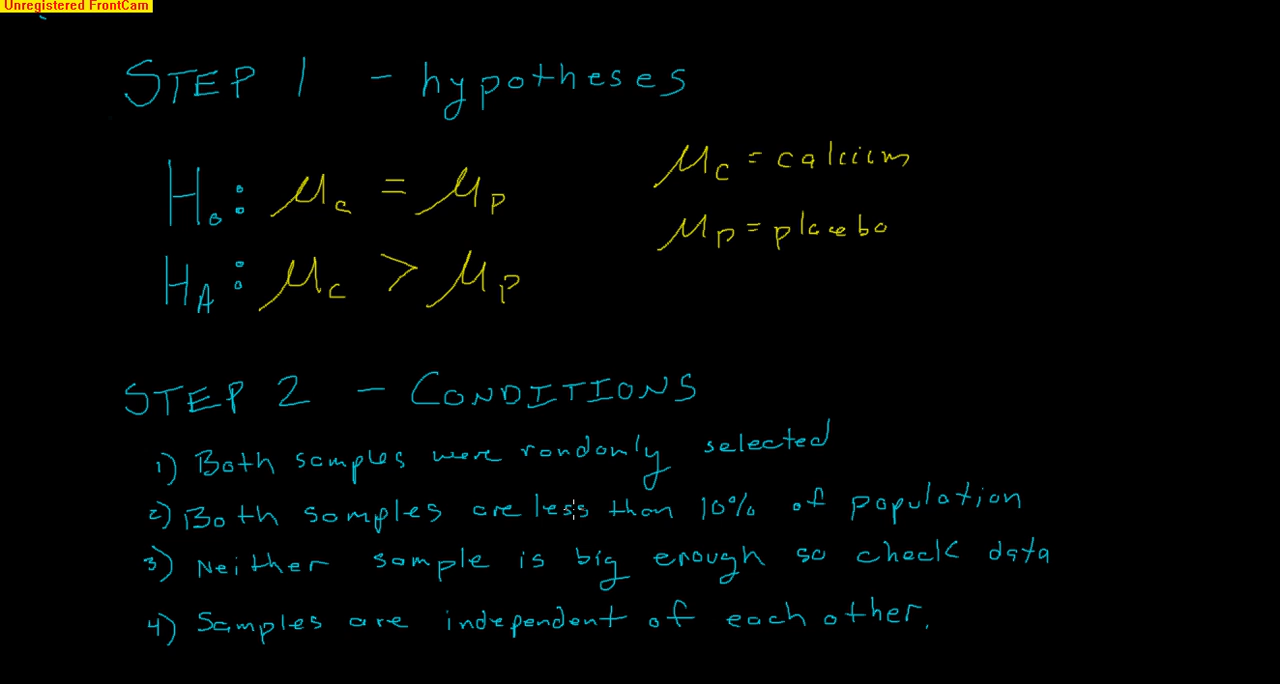 Unregistered FrontCam
STEP 1 - hypotheses
H₀: μc = μp
μc = calcium
HA: μc > μp
μp = placebo
STEP 2 - CONDITIONS
1) Both samples were randomly selected
2) Both samples are less than 10% of population
3) Neither sample is big enough so check data
4) Samples are independent of each other.